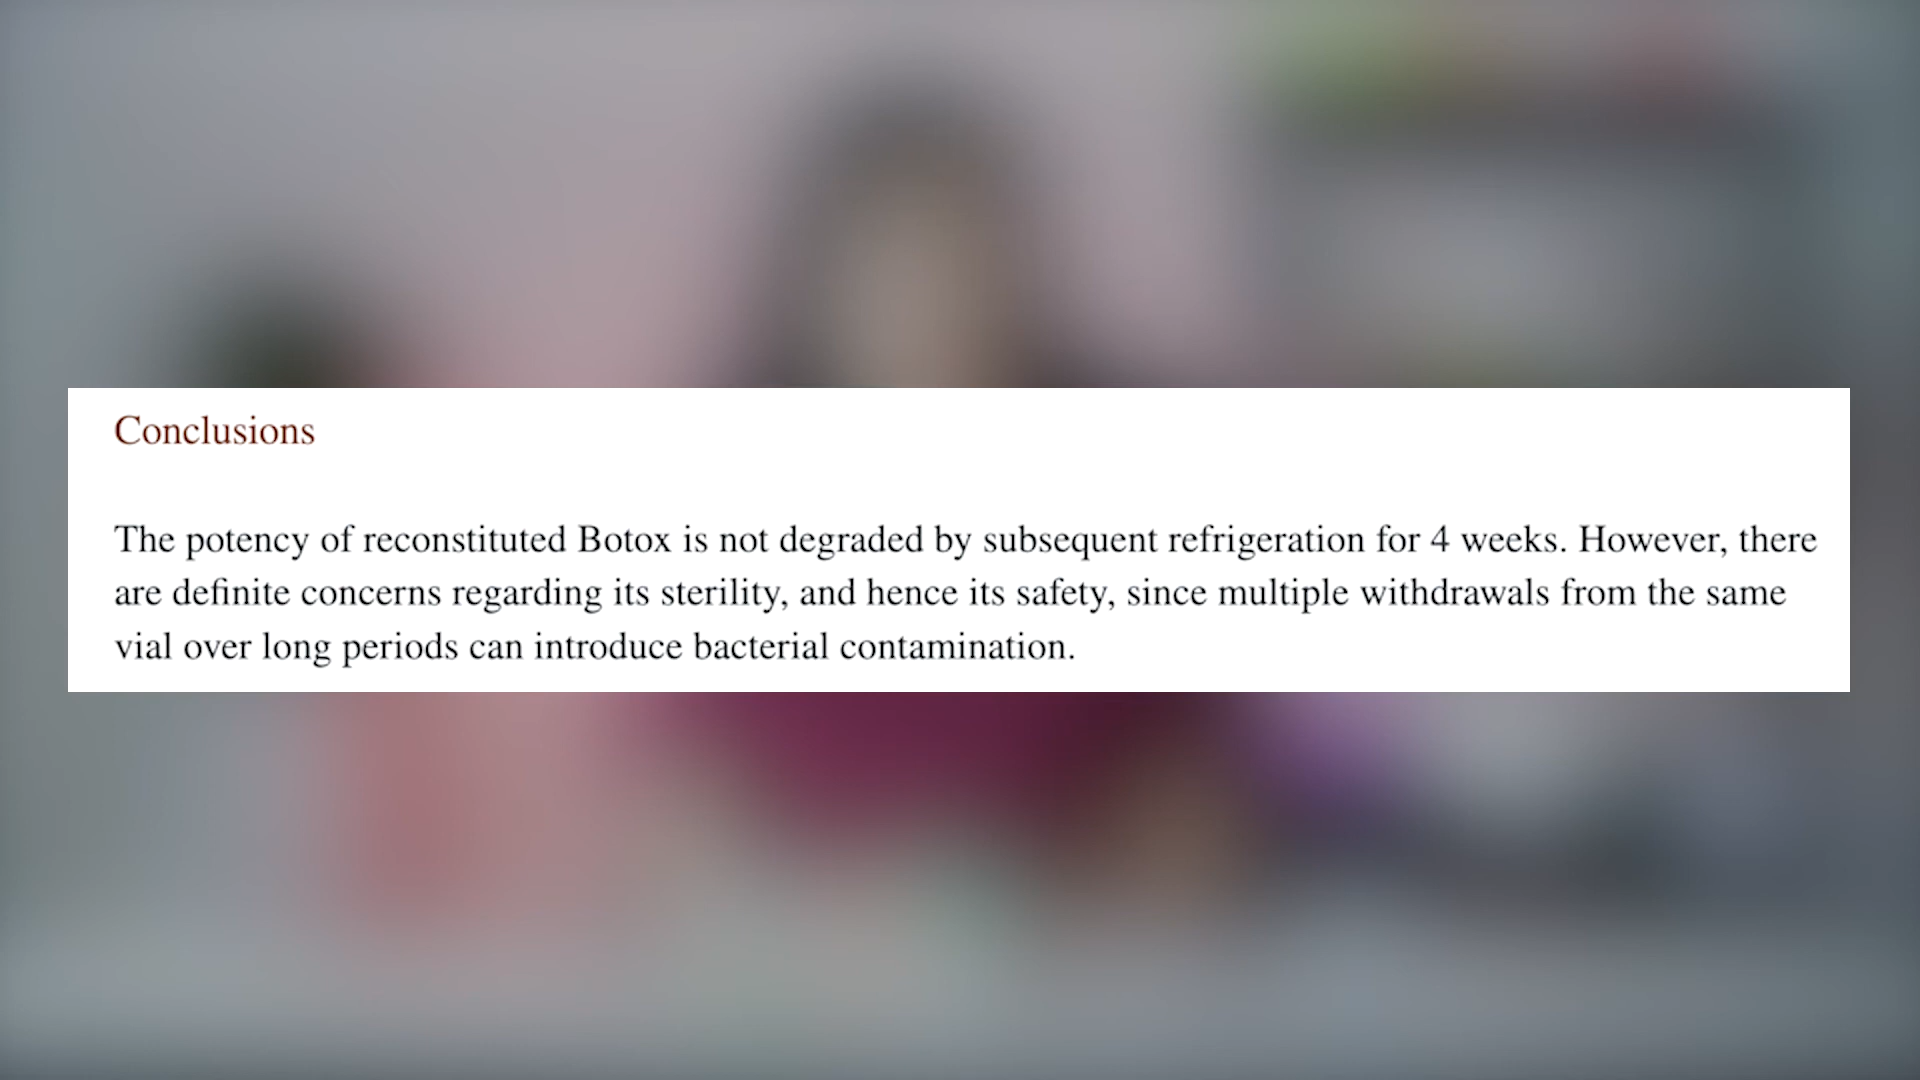 Conclusions
The potency of reconstituted Botox is not degraded by subsequent refrigeration for 4 weeks. However, there
are definite concerns regarding its sterility, and hence its safety, since multiple withdrawals from the same
vial over long periods can introduce bacterial contamination.